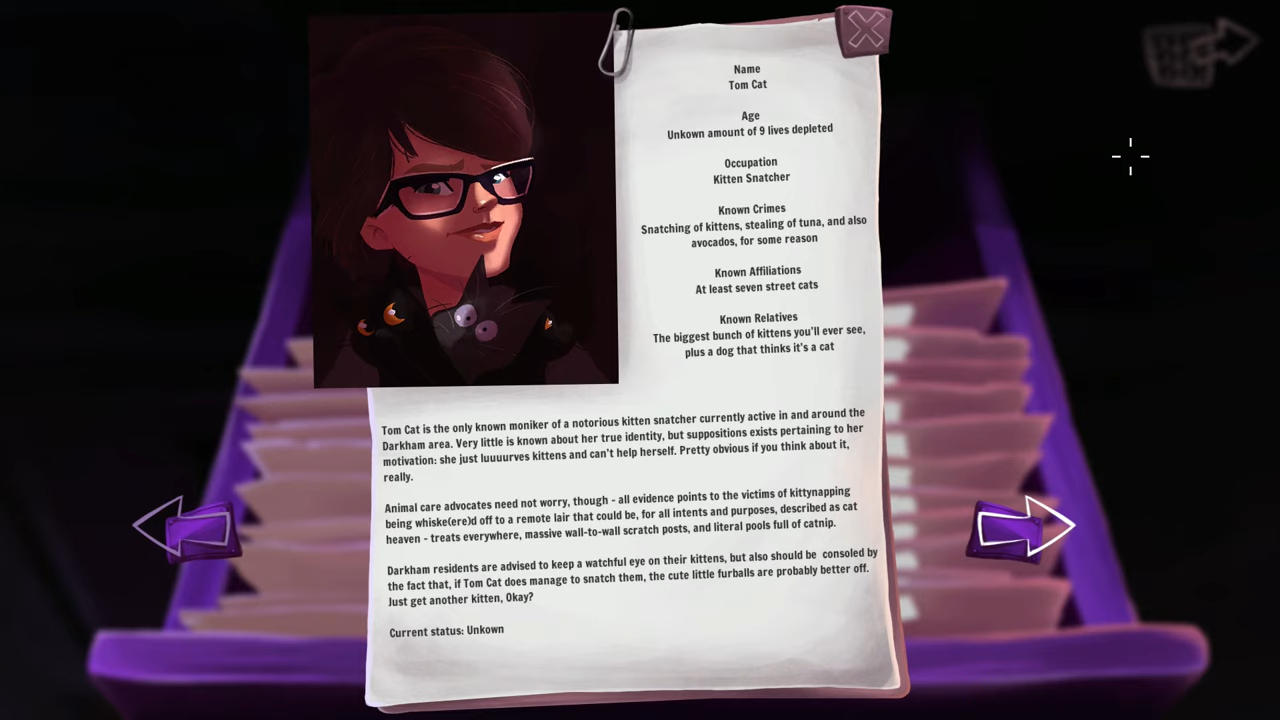 Name
Tom Cat
Age
Unkown amount of 9 lives depleted
Occupation
Kitten Snatcher
Known Crimes
Snatching of kittens, stealing of tuna, and also
avocados, for some reason
Known Affiliations
At least seven street cats
Known Relatives
The biggest bunch of kittens you'll ever see,
plus a dog that thinks it's a cat
Tom Cat is the only known moniker of a notorious kitten snatcher currently active in and around the
Darkham area. Very little is known about her true identity, but suppositions exists pertaining to her
motivation: she just luuuurves kittens and can't help herself. Pretty obvious if you think about it,
really.
Animal care advocates need not worry, though - all evidence points to the victims of kittynapping
being whiske(ere)d off to a remote lair that could be, for all intents and purposes, described as cat
heaven - treats everywhere, massive wall-to-wall scratch posts, and literal pools full of catnip.
Darkham residents are advised to keep a watchful eye on their kittens, but also should be consoled by
the fact that, if Tom Cat does manage to snatch them, the cute little furballs are probably better off.
Just get another kitten, Okay?
Current status: Unkown